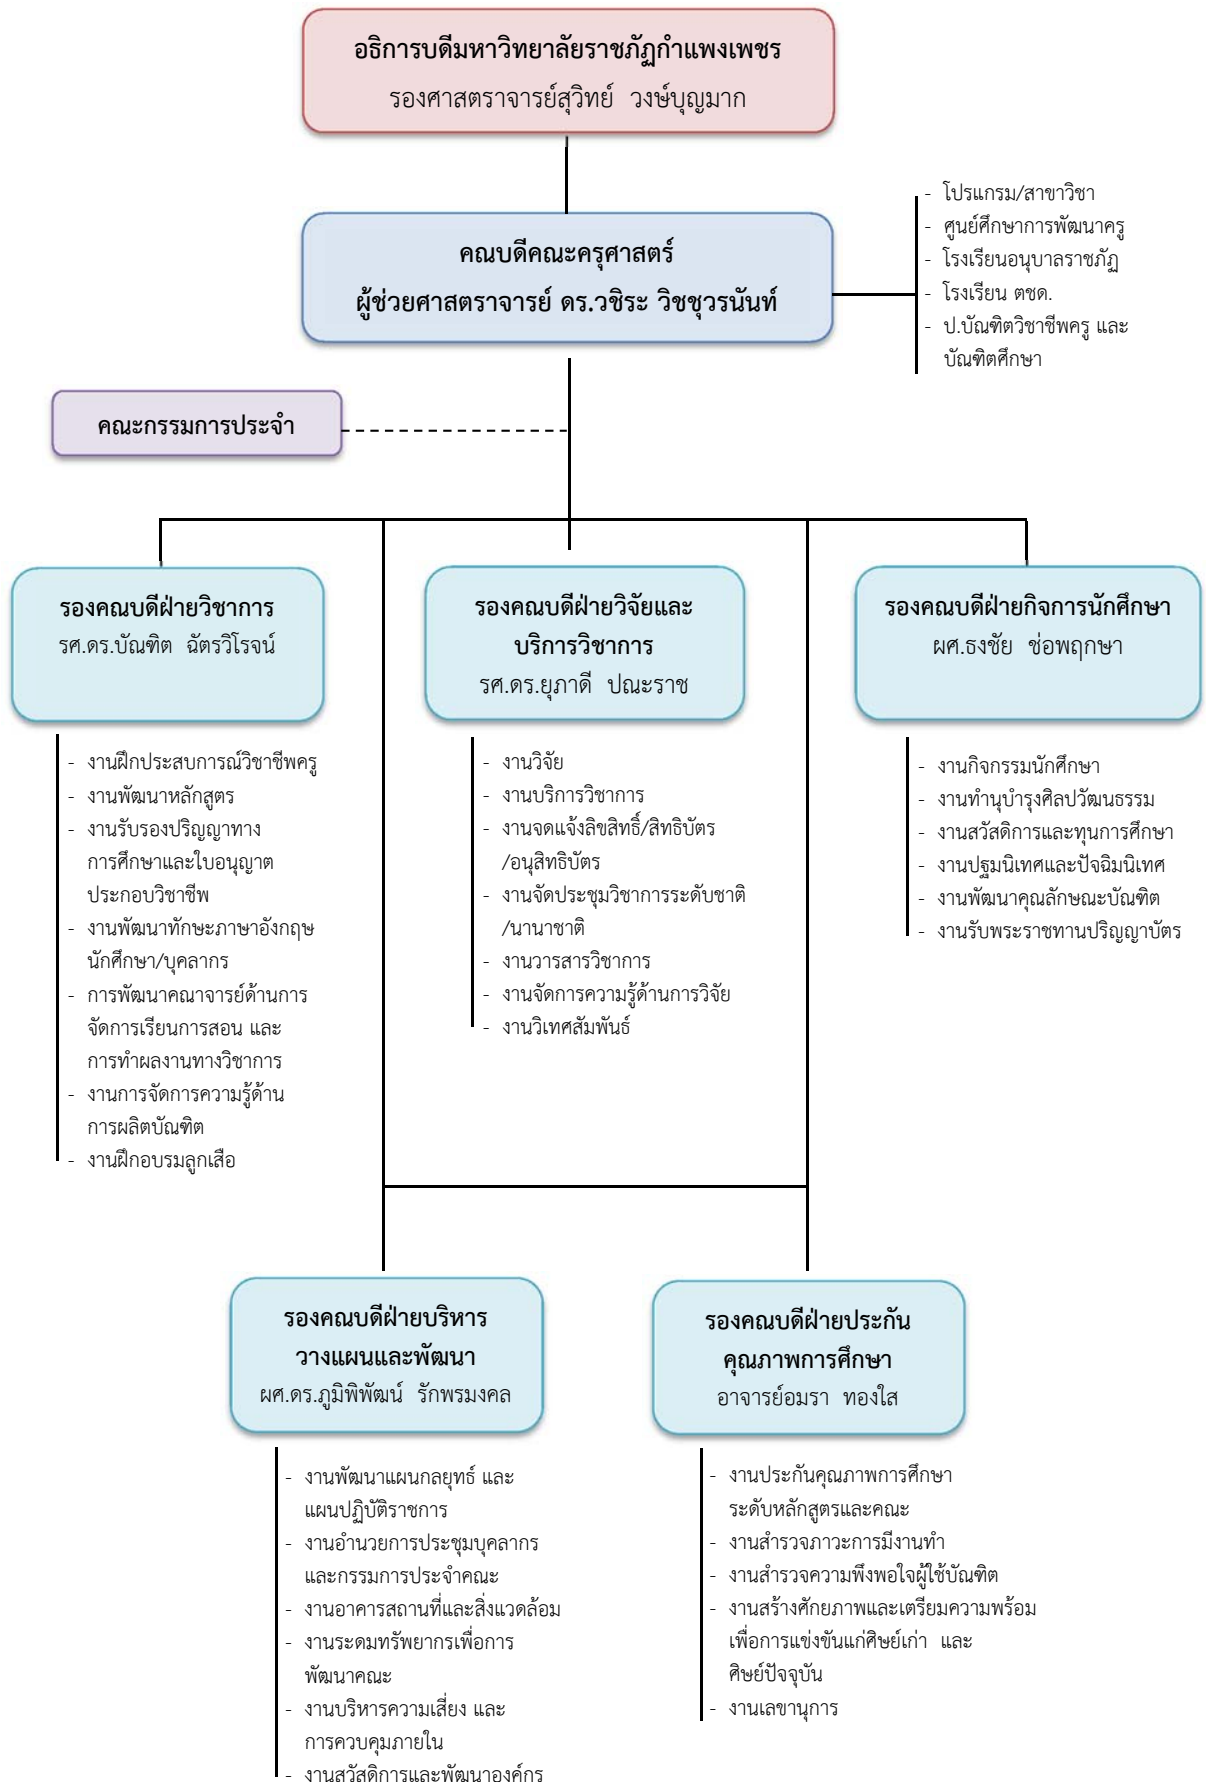 อธิการบดีมหาวิทยาลัยราชภัฏกำแพงเพชร
รองศาสตราจารย์สุวิทย์ วงษ์บุญมาก
คณบดีคณะครุศาสตร์
ผู้ช่วยศาสตราจารย์ ดร.วชิระ วิชชุวรนันท์
- โปรแกรม/สาขาวิชา
- ศูนย์ศึกษาการพัฒนาครู
- โรงเรียนอนุบาลราชภัฏ
- โรงเรียน ตชด.
- ป.บัณฑิตวิชาชีพครู และ
บัณฑิตศึกษา
คณะกรรมการประจำ
รองคณบดีฝ่ายวิชาการ
รศ.ดร.บัณฑิต ฉัตรวิโรจน์
- งานฝึกประสบการณ์วิชาชีพครู
- งานพัฒนาหลักสูตร
- งานรับรองปริญญาทาง
การศึกษาและใบอนุญาต
ประกอบวิชาชีพ
- งานพัฒนาทักษะภาษาอังกฤษ
นักศึกษา/บุคลากร
- การพัฒนาคณาจารย์ด้านการ
จัดการเรียนการสอน และ
การทำผลงานทางวิชาการ
- งานการจัดการความรู้ด้าน
การผลิตบัณฑิต
- งานฝึกอบรมลูกเสือ
รองคณบดีฝ่ายวิจัยและ
บริการวิชาการ
รศ.ดร.ยุภาดี ปณะราช
- งานวิจัย
- งานบริการวิชาการ
- งานจดแจ้งลิขสิทธิ์/สิทธิบัตร
/อนุสิทธิบัตร
- งานจัดประชุมวิชาการระดับชาติ
/นานาชาติ
- งานวารสารวิชาการ
- งานจัดการความรู้ด้านการวิจัย
- งานวิเทศสัมพันธ์
รองคณบดีฝ่ายกิจการนักศึกษา
ผศ.ธงชัย ช่อพฤกษา
- งานกิจกรรมนักศึกษา
- งานทำนุบำรุงศิลปวัฒนธรรม
- งานสวัสดิการและทุนการศึกษา
- งานปฐมนิเทศและปัจฉิมนิเทศ
- งานพัฒนาคุณลักษณะบัณฑิต
- งานรับพระราชทานปริญญาบัตร
รองคณบดีฝ่ายบริหาร
วางแผนและพัฒนา
ผศ.ดร.ภูมิพิพัฒน์ รักพรมงคล
- งานพัฒนาแผนกลยุทธ์ และ
แผนปฏิบัติราชการ
- งานอำนวยการประชุมบุคลากร
และกรรมการประจำคณะ
- งานอาคารสถานที่และสิ่งแวดล้อม
- งานระดมทรัพยากรเพื่อการ
พัฒนาคณะ
- งานบริหารความเสี่ยง และ
การควบคุมภายใน
- งานสวัสดิการและพัฒนาองค์กร
รองคณบดีฝ่ายประกัน
คุณภาพการศึกษา
อาจารย์อมรา ทองใส
- งานประกันคุณภาพการศึกษา
ระดับหลักสูตรและคณะ
- งานสำรวจภาวะการมีงานทำ
- งานสำรวจความพึงพอใจผู้ใช้บัณฑิต
- งานสร้างศักยภาพและเตรียมความพร้อม
เพื่อการแข่งขันแก่ศิษย์เก่า และ
ศิษย์ปัจจุบัน
- งานเลขานุการ